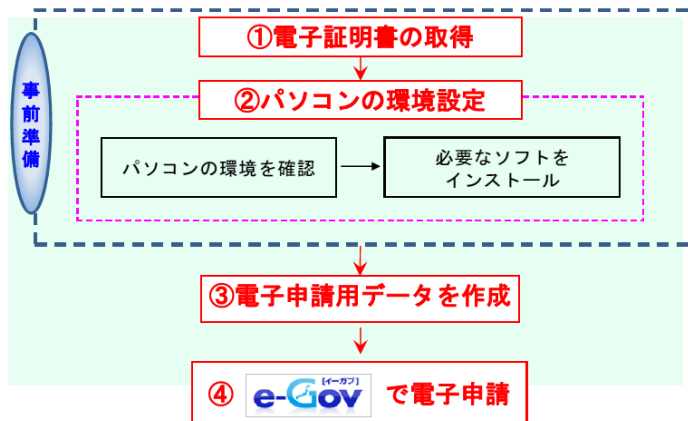 ①電子証明書の取得
事前準備
②パソコンの環境設定
パソコンの環境を確認
必要なソフトを
インストール
③電子申請用データを作成
④ e-Gov [イーガブ] で電子申請